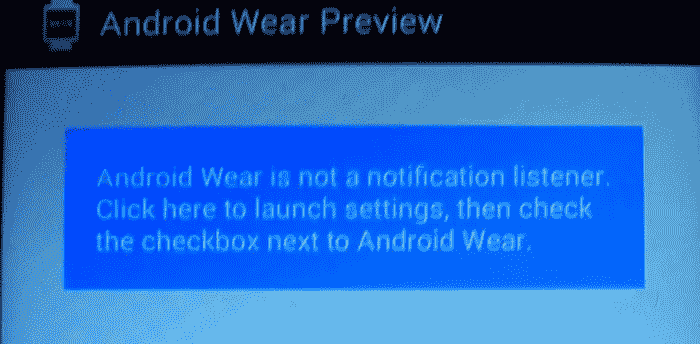 Android Wear Preview
Android Wear is not a notification listener.
Click here to launch settings, then check
the checkbox next to Android Wear.